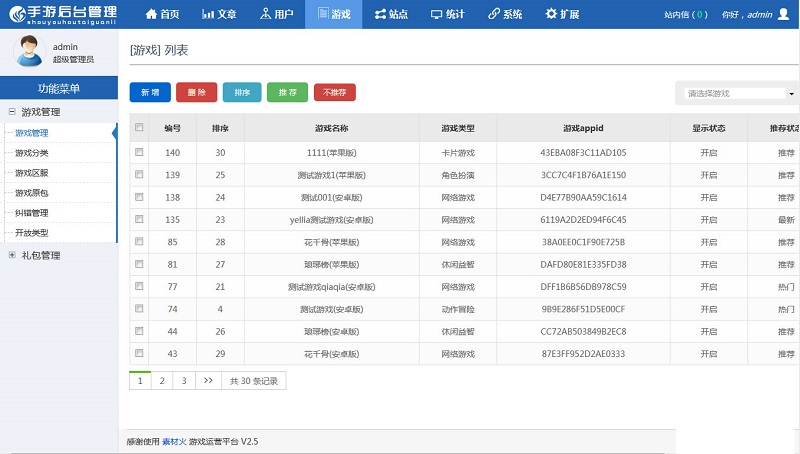 手游后台管理
shouyouhoutaiguanli
首页 文章 用户 游戏 站点 统计 系统 扩展 站内信 ( 0 ) 你好，admin
admin
超级管理员
功能菜单
游戏管理
游戏管理
游戏分类
游戏区服
游戏原包
纠错管理
开放类型
礼包管理
[游戏] 列表
新 增 删 除 排序 推 荐 不推荐 请选择游戏
编号 排序 游戏名称 游戏类型 游戏appid 显示状态 推荐状态
140 30 1111(苹果版) 卡片游戏 43EBA08F3C11AD105 开启 推荐
139 25 测试游戏1(苹果版) 角色扮演 3CC7C4F1B76A1E150 开启 推荐
138 24 测试001(安卓版) 网络游戏 D4E77B90AA59C1614 开启 推荐
135 23 yellia测试游戏(安卓版) 网络游戏 6119A2D2ED94F6C45 开启 最新
85 28 花千骨(苹果版) 网络游戏 38A0EE0C1F90E725B 开启 推荐
81 27 琅琊榜(苹果版) 休闲益智 DAFD80E81E335FD38 开启 推荐
77 21 测试游戏qiaqia(安卓版) 网络游戏 DFF1B6B56DB978C59 开启 热门
74 4 测试游戏(安卓版) 动作冒险 9B9E286F51D5E00CF 开启 热门
44 26 琅琊榜(安卓版) 休闲益智 CC72AB503849B2EC8 开启 推荐
43 29 花千骨(安卓版) 网络游戏 87E3FF952D2AE0333 开启 推荐
1 2 3 >> 共 30 条记录
感谢使用 素材火 游戏运营平台 V2.5